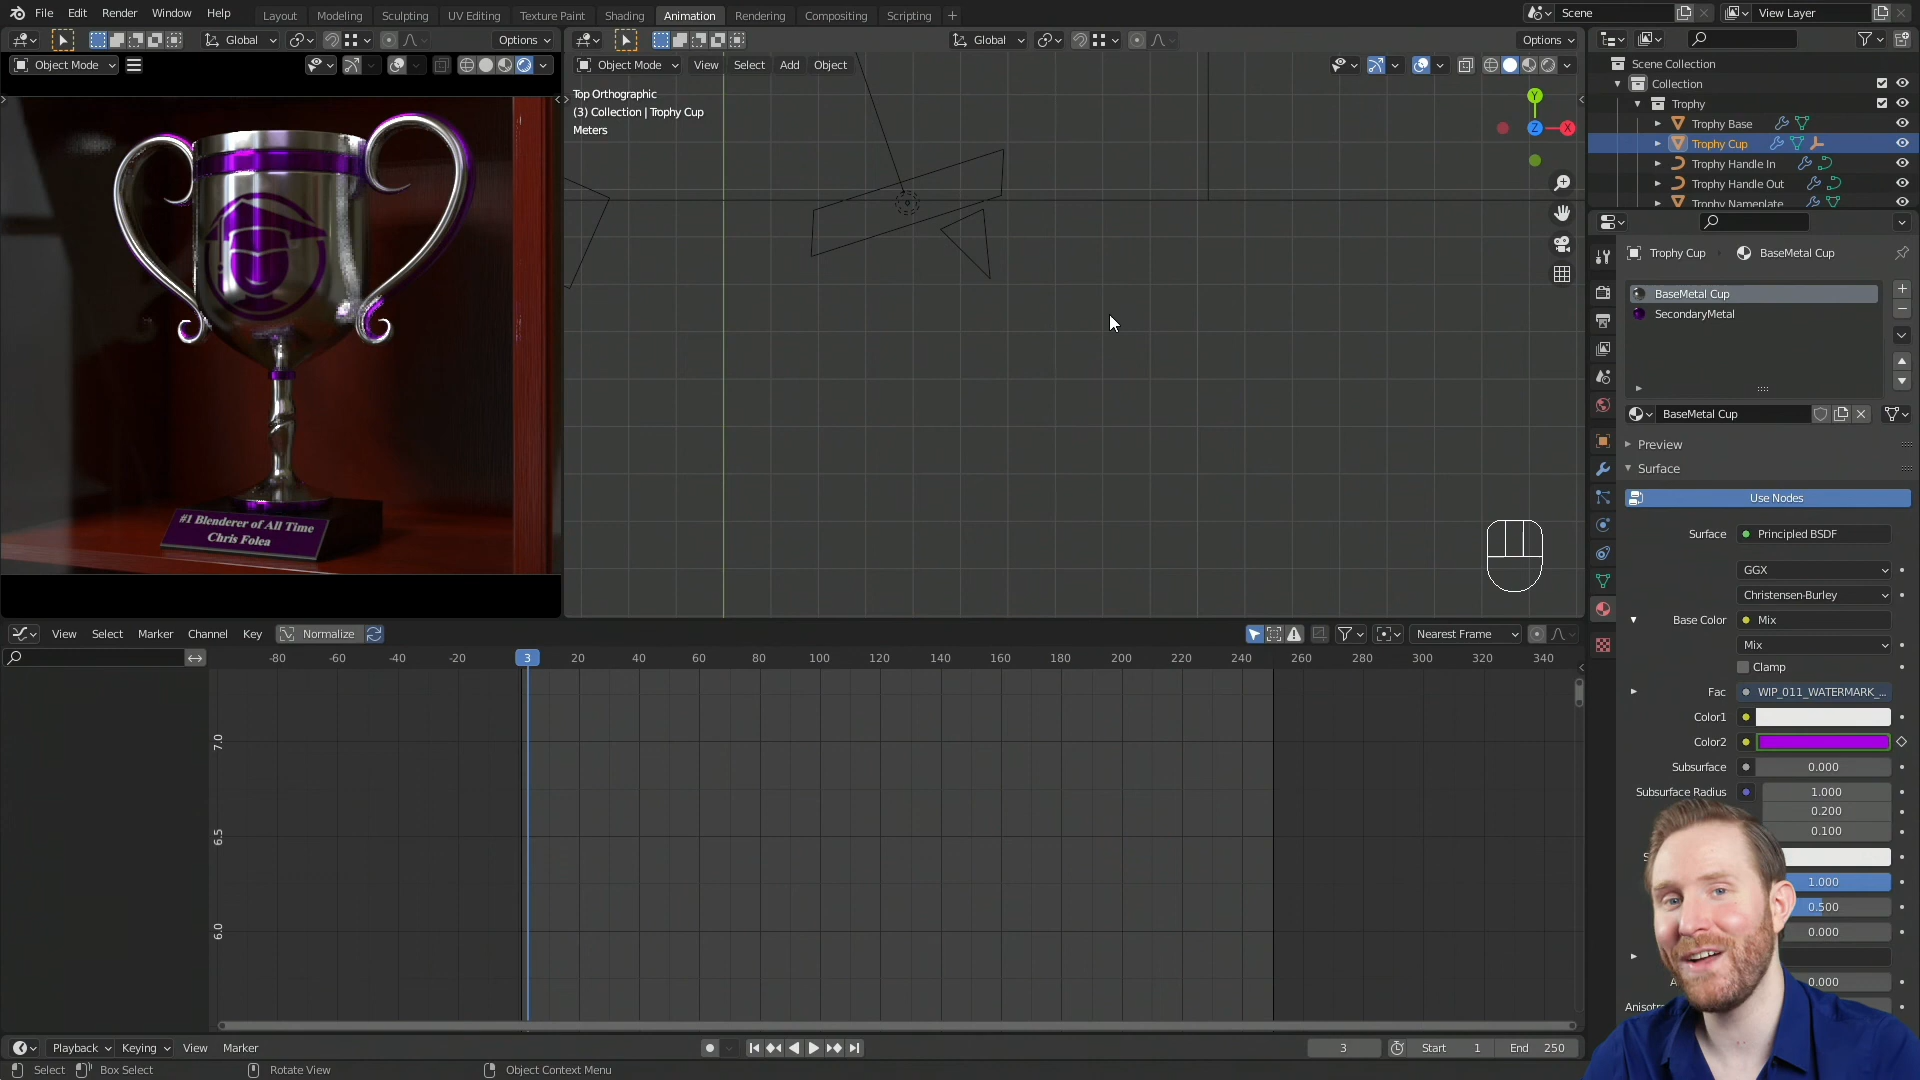 File Edit Render Window Help
Layout Modeling Sculpting UV Editing Texture Paint Shading Animation Rendering Compositing Scripting +
Scene
View Layer
Global
Options
Global
Options
Object Mode
Object Mode
View Select Add Object
Top Orthographic
(3) Collection | Trophy Cup
Meters
Y
Z
X
Scene Collection
Collection
Trophy
Trophy Base
Trophy Cup
Trophy Handle In
Trophy Handle Out
Trophy Nameplate
Trophy Cup
BaseMetal Cup
BaseMetal Cup
SecondaryMetal
BaseMetal Cup
Preview
Surface
Use Nodes
Surface
Principled BSDF
GGX
Christensen-Burley
Base Color
Mix
Mix
Clamp
Fac
WIP_011_WATERMARK_...
Color1
Color2
Subsurface
0.000
Subsurface Radius
1.000
0.200
0.100
1.000
0.500
0.000
0.000
#1 Blenderer of All Time
Chris Folea
View Select Marker Channel Key Normalize
Nearest Frame
-80 -60 -40 -20 3 20 40 60 80 100 120 140 160 180 200 220 240 260 280 300 320 340
7.0
6.5
6.0
Playback Keying View Marker
3
Start 1
End 250
Select Box Select Rotate View Object Context Menu